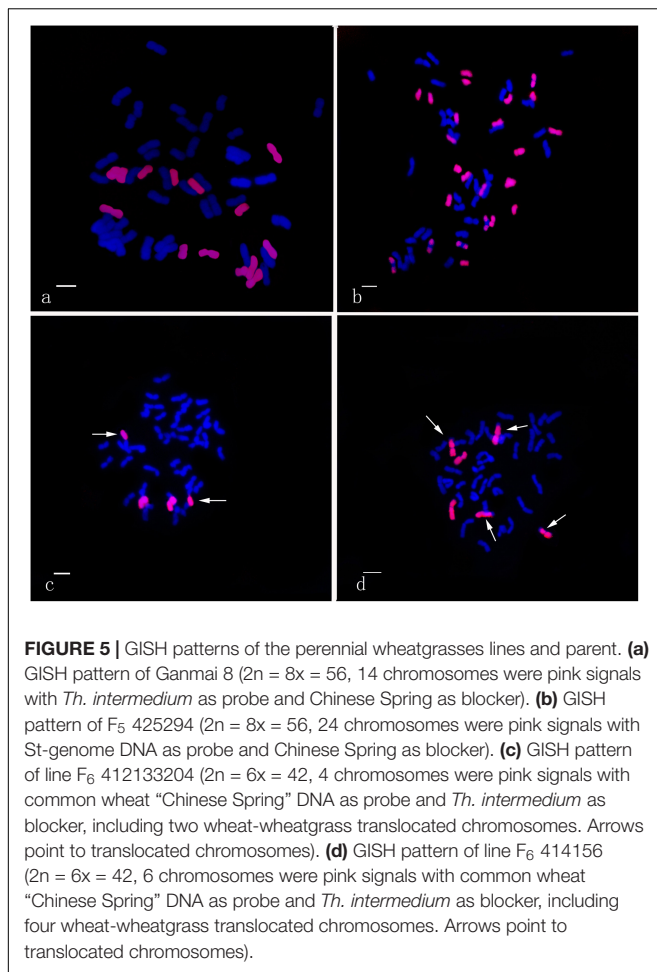 a
b
c
d
FIGURE 5 | GISH patterns of the perennial wheatgrasses lines and parent. (a)
GISH pattern of Ganmai 8 (2n = 8x = 56, 14 chromosomes were pink signals
with Th. intermedium as probe and Chinese Spring as blocker). (b) GISH
pattern of F5 425294 (2n = 8x = 56, 24 chromosomes were pink signals with
St-genome DNA as probe and Chinese Spring as blocker). (c) GISH pattern
of line F6 412133204 (2n = 6x = 42, 4 chromosomes were pink signals with
common wheat “Chinese Spring” DNA as probe and Th. intermedium as
blocker, including two wheat-wheatgrass translocated chromosomes. Arrows
point to translocated chromosomes). (d) GISH pattern of line F6 414156
(2n = 6x = 42, 6 chromosomes were pink signals with common wheat
“Chinese Spring” DNA as probe and Th. intermedium as blocker, including
four wheat-wheatgrass translocated chromosomes. Arrows point to
translocated chromosomes).